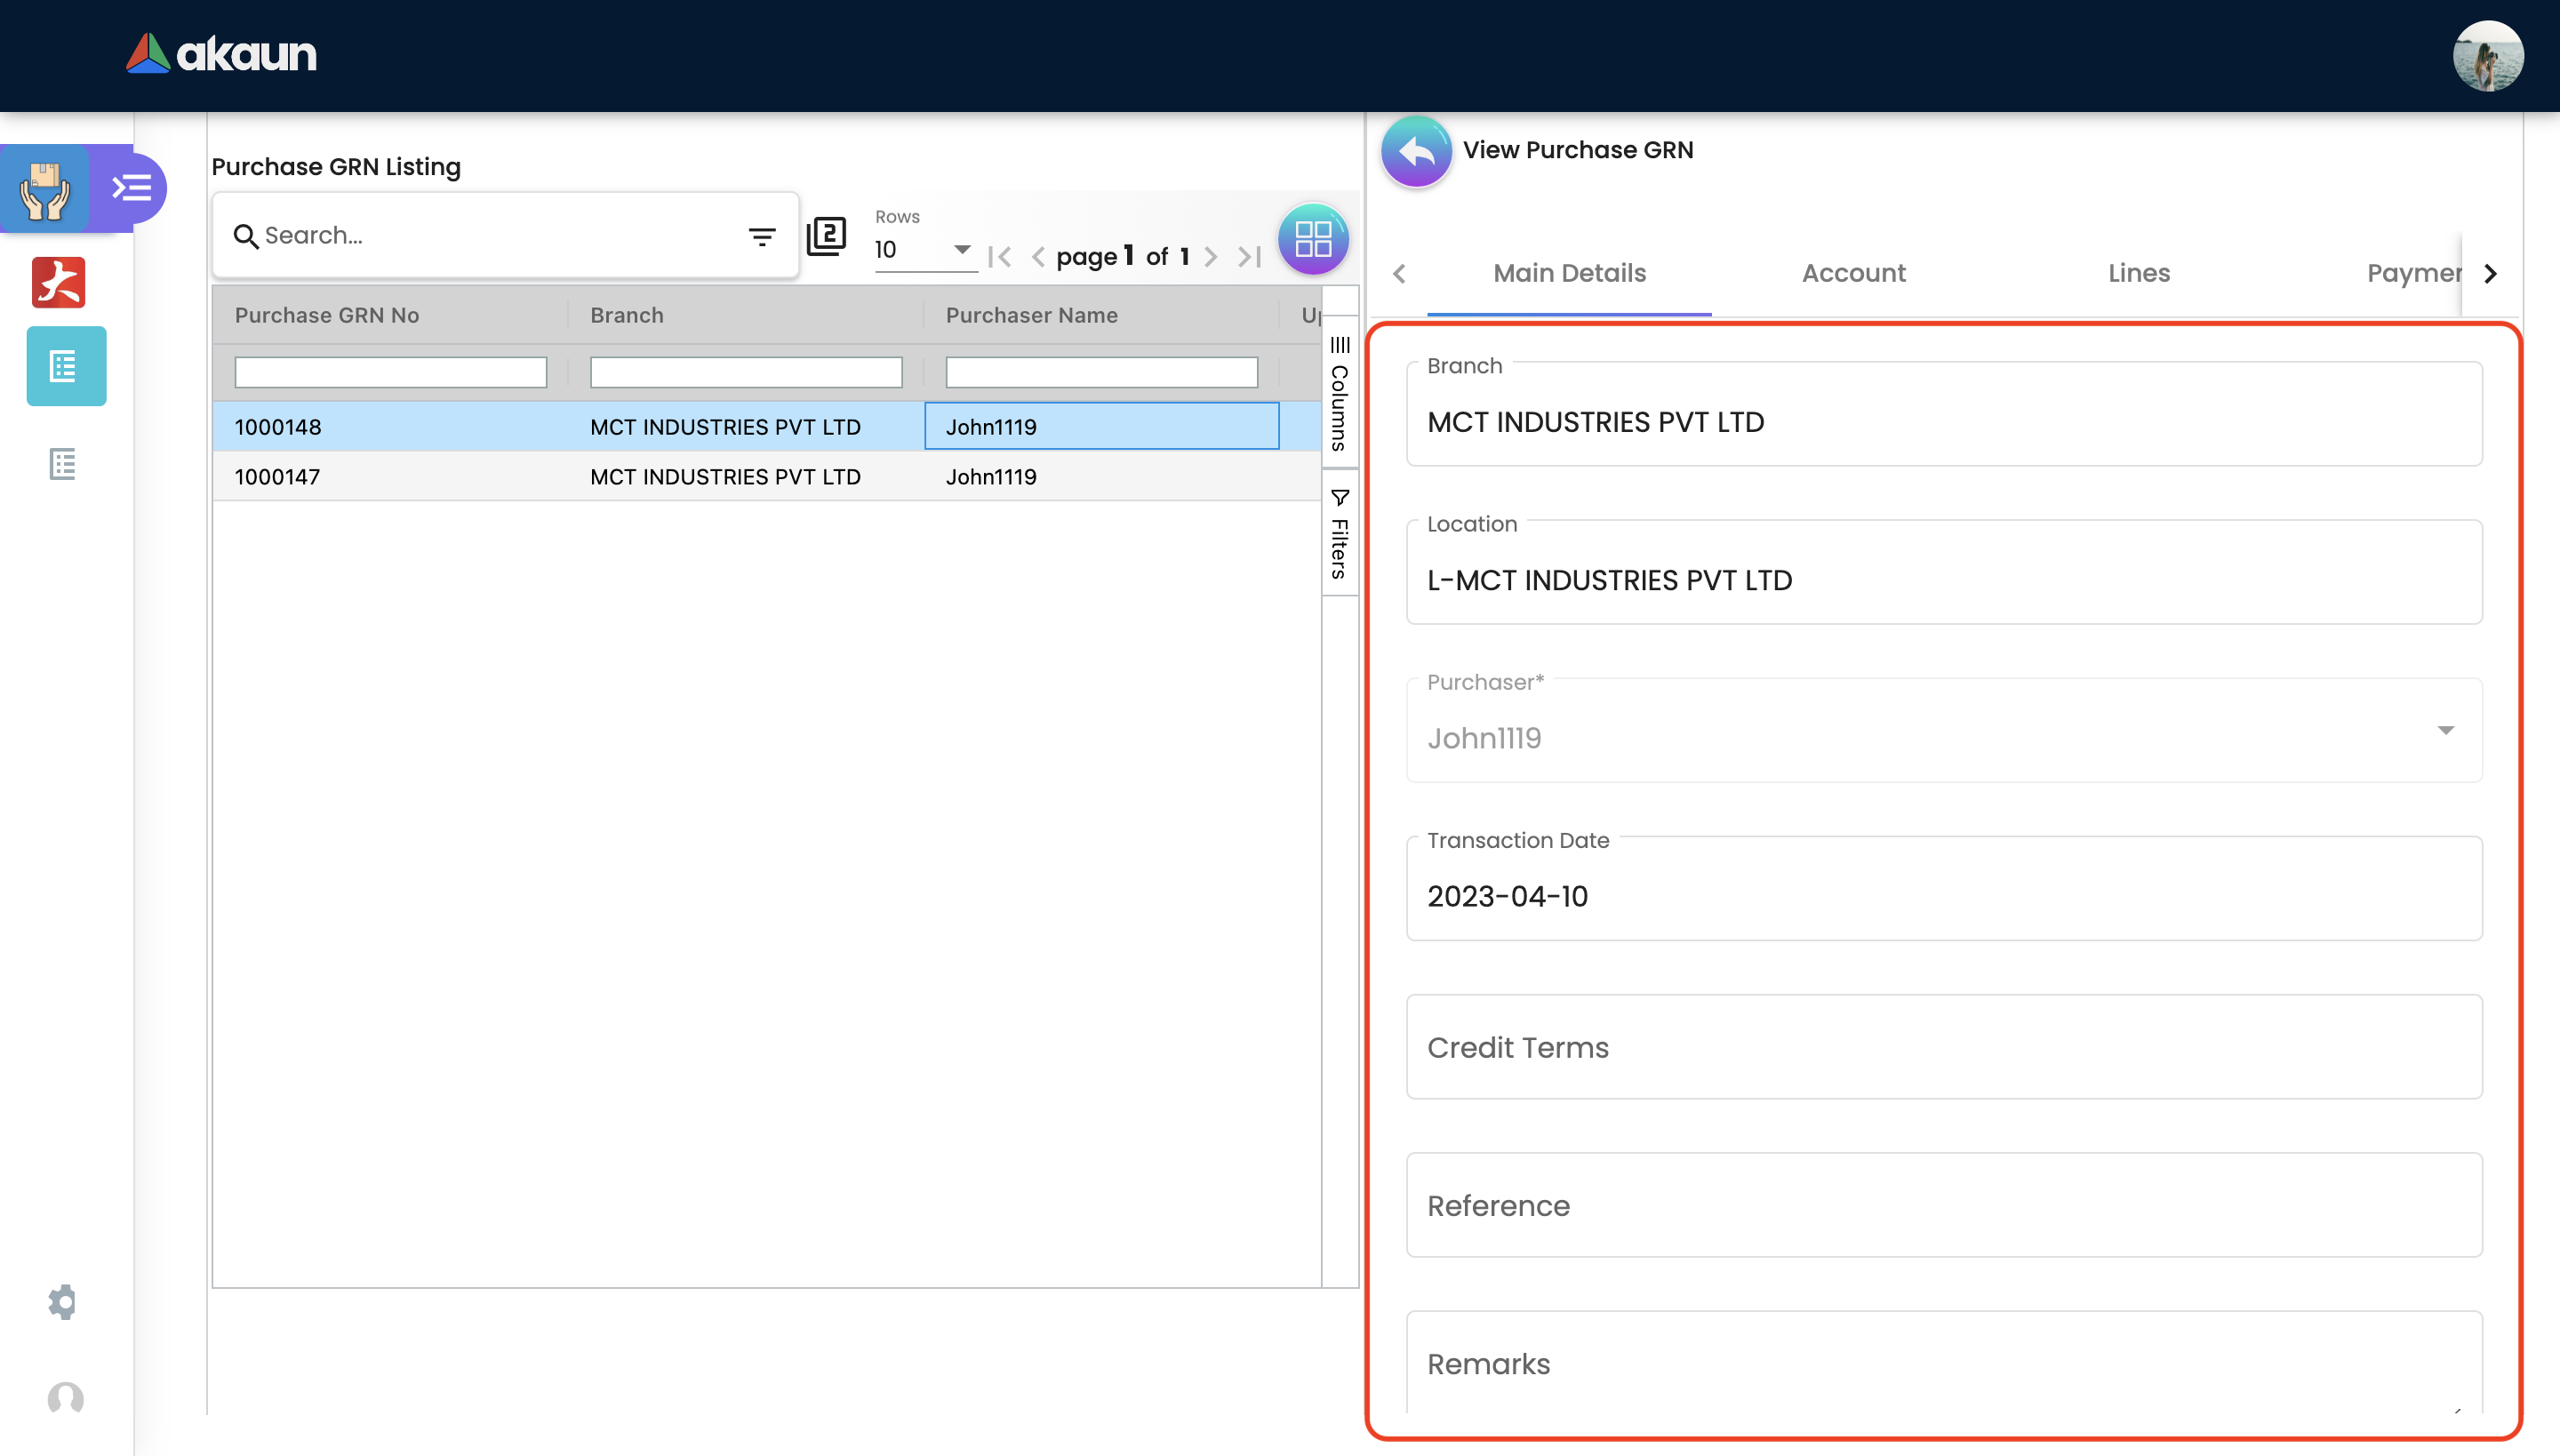 akaun
Purchase GRN Listing
Search...
2
Rows
10
page 1 of 1
Purchase GRN No
Branch
Purchaser Name
Columns
Filters
1000148
MCT INDUSTRIES PVT LTD
John1119
1000147
MCT INDUSTRIES PVT LTD
John1119
View Purchase GRN
Main Details
Account
Lines
Paymen
Branch
MCT INDUSTRIES PVT LTD
Location
L-MCT INDUSTRIES PVT LTD
Purchaser*
John1119
Transaction Date
2023-04-10
Credit Terms
Reference
Remarks